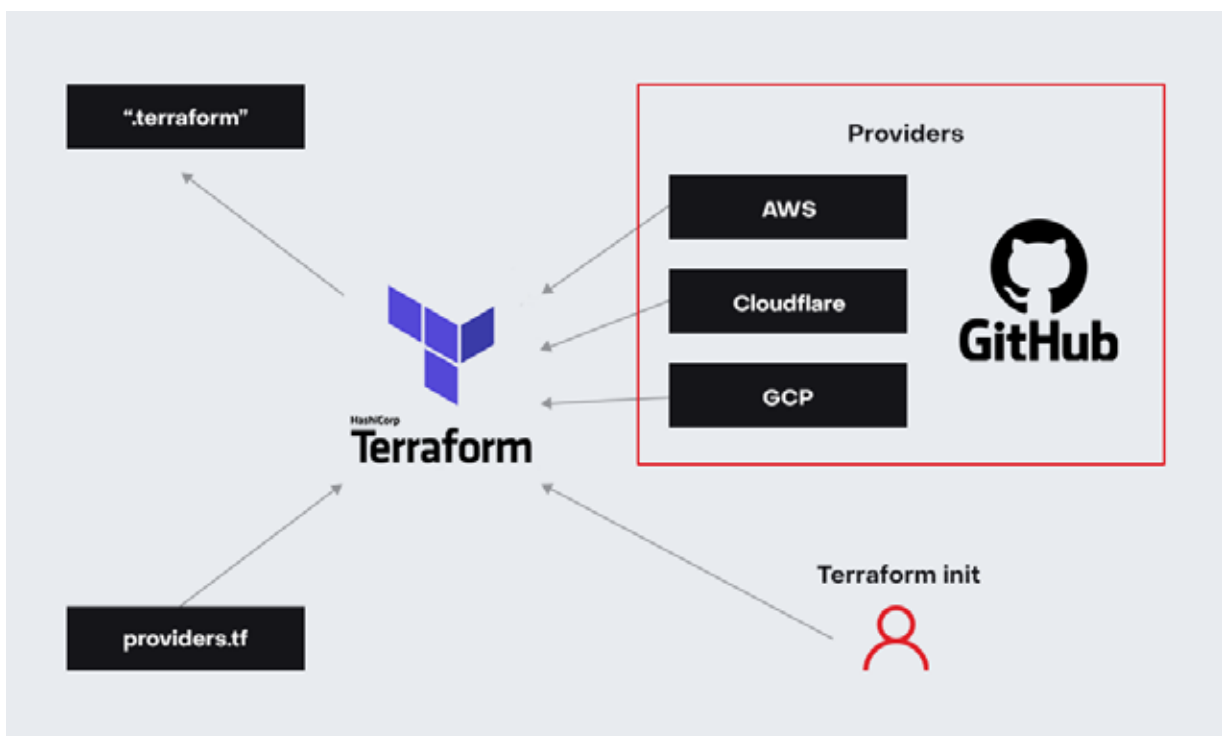 “.terraform”
Providers
AWS
Cloudflare
GitHub
GCP
HashiCorp
Terraform
Terraform init
providers.tf